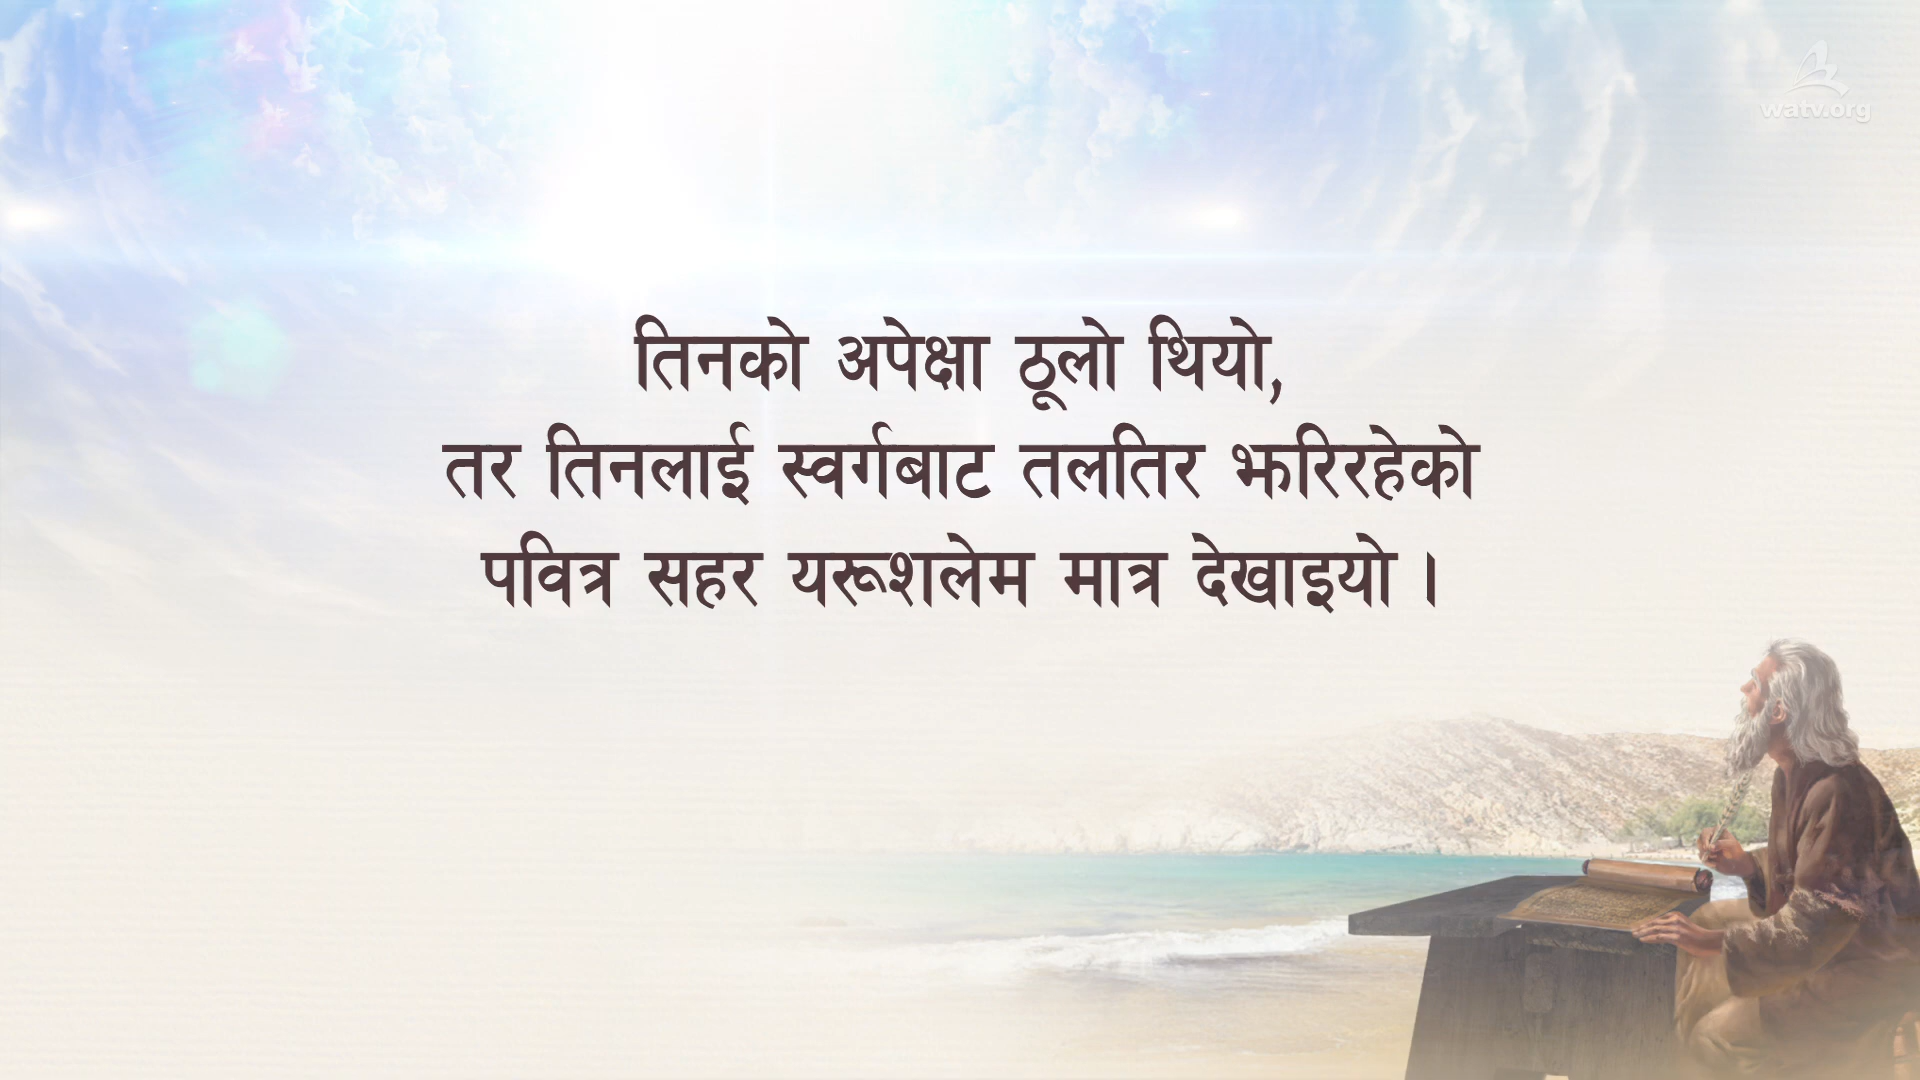 watv.org
तिनको अपेक्षा ठूलो थियो,
तर तिनलाई स्वर्गबाट तलतिर झरिरहेको
पवित्र सहर यरूशलेम मात्र देखाइयो ।